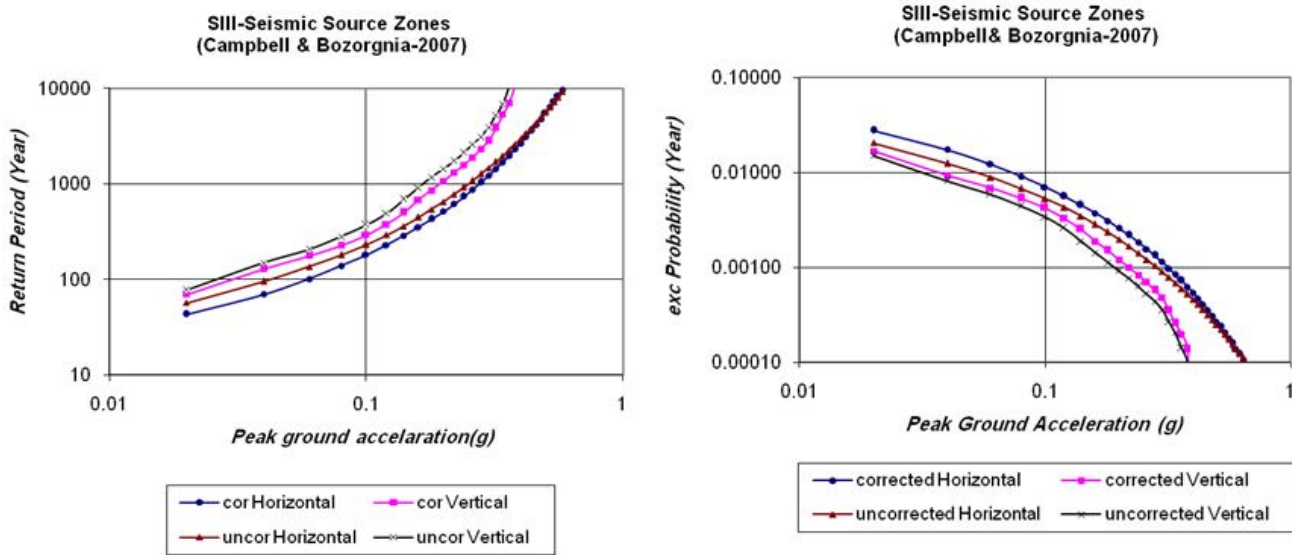 SIII-Seismic Source Zones
(Campbell & Bozorgnia-2007)
Return Period (Year)
10000
1000
100
10
0.01
0.1
1
Peak ground accelaration(g)
cor Horizontal
cor Vertical
uncor Horizontal
uncor Vertical
SIII-Seismic Source Zones
(Campbell& Bozorgnia-2007)
exc Probability (Year)
0.10000
0.01000
0.00100
0.00010
0.01
0.1
1
Peak Ground Acceleration (g)
corrected Horizontal
corrected Vertical
uncorrected Horizontal
uncorrected Vertical